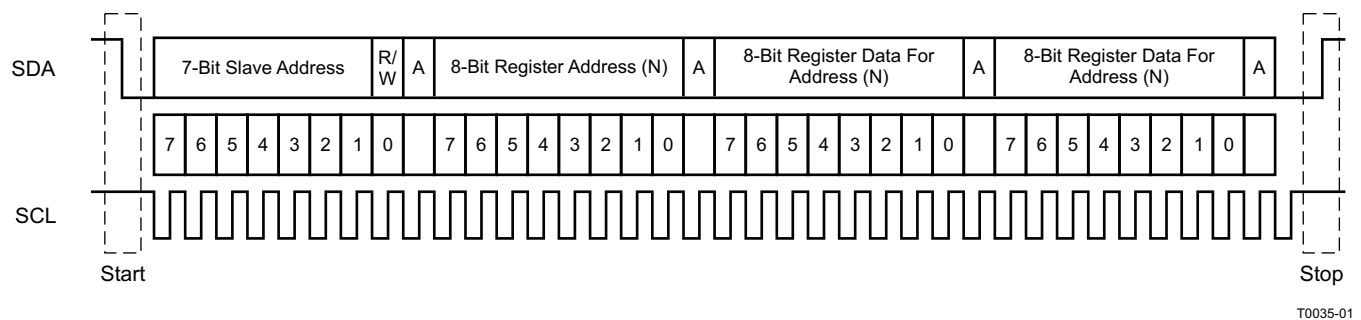 SDA
7-Bit Slave Address
R/
W
A
8-Bit Register Address (N)
A
8-Bit Register Data For
Address (N)
A
8-Bit Register Data For
Address (N)
A
7 6 5 4 3 2 1 0 7 6 5 4 3 2 1 0 7 6 5 4 3 2 1 0 7 6 5 4 3 2 1 0
SCL
Start
Stop
T0035-01